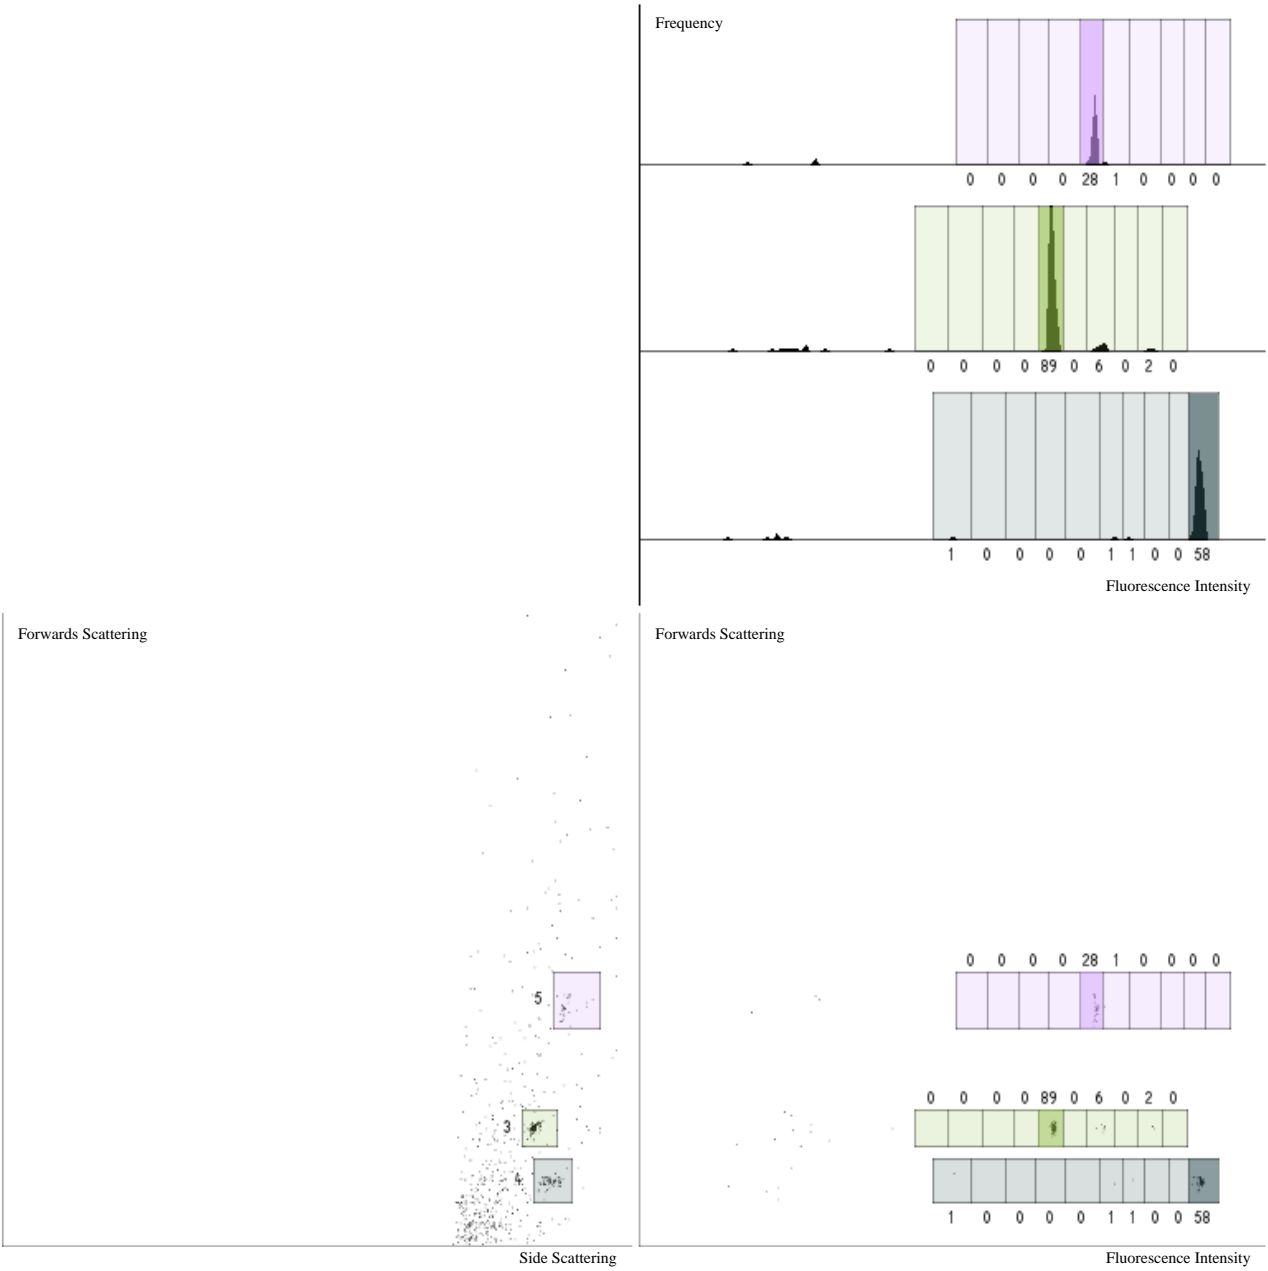 Frequency
0 0 0 0 28 1 0 0 0 0
0 0 0 0 89 0 6 0 2 0
1 0 0 0 0 1 1 0 0 58
Fluorescence Intensity
Forwards Scattering
5
3
4
Side Scattering
Forwards Scattering
0 0 0 0 28 1 0 0 0 0
0 0 0 0 89 0 6 0 2 0
1 0 0 0 0 1 1 0 0 58
Fluorescence Intensity